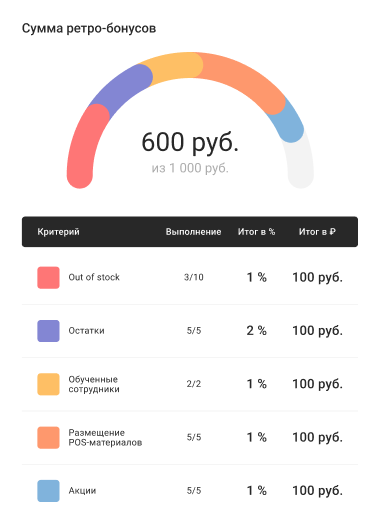 Сумма ретро-бонусов
600 руб.
из 1 000 руб.
Критерий Выполнение Итог в % Итог в ₽
Out of stock 3/10 1 % 100 руб.
Остатки 5/5 2 % 100 руб.
Обученные
сотрудники 2/2 1 % 100 руб.
Размещение
POS-материалов 5/5 1 % 100 руб.
Акции 5/5 1 % 100 руб.